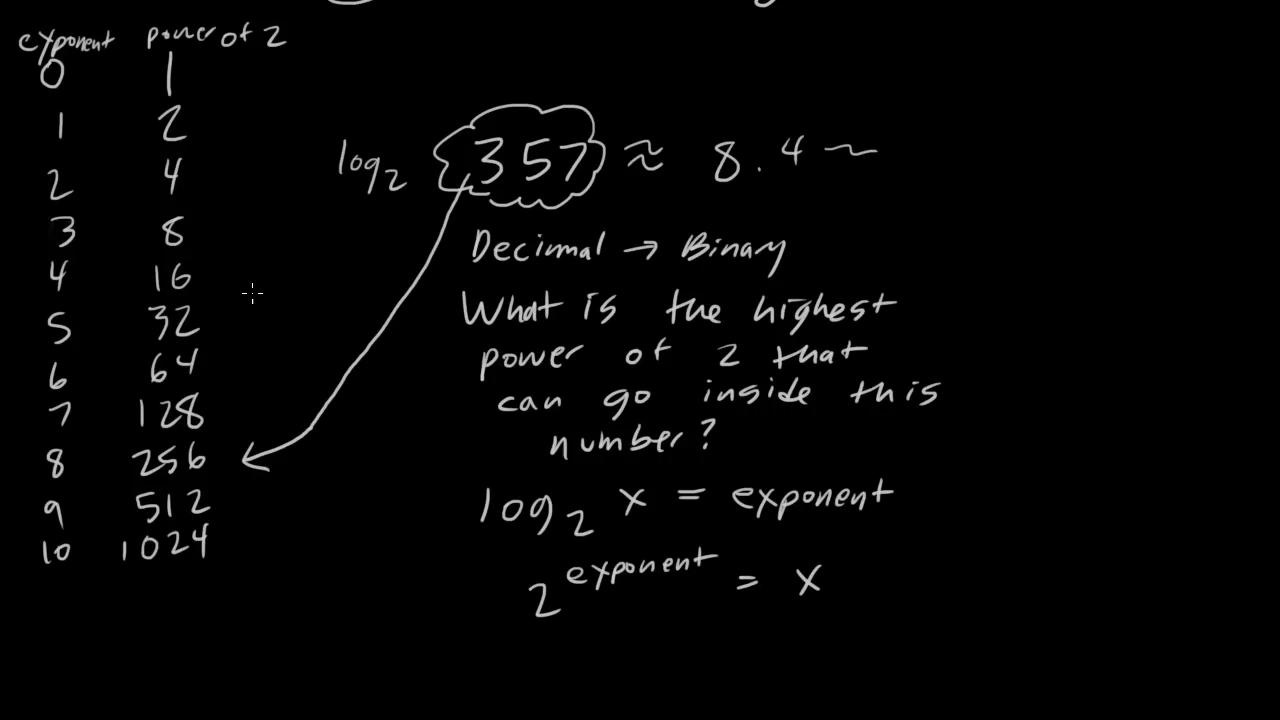 exponent power of 2
0 1
1 2
2 4
3 8
4 16
5 32
6 64
7 128
8 256
9 512
10 1024
log2 357 ≈ 8.4~
Decimal → Binary
What is the highest
power of 2 that
can go inside this
number?
log2 x = exponent
2^exponent = x